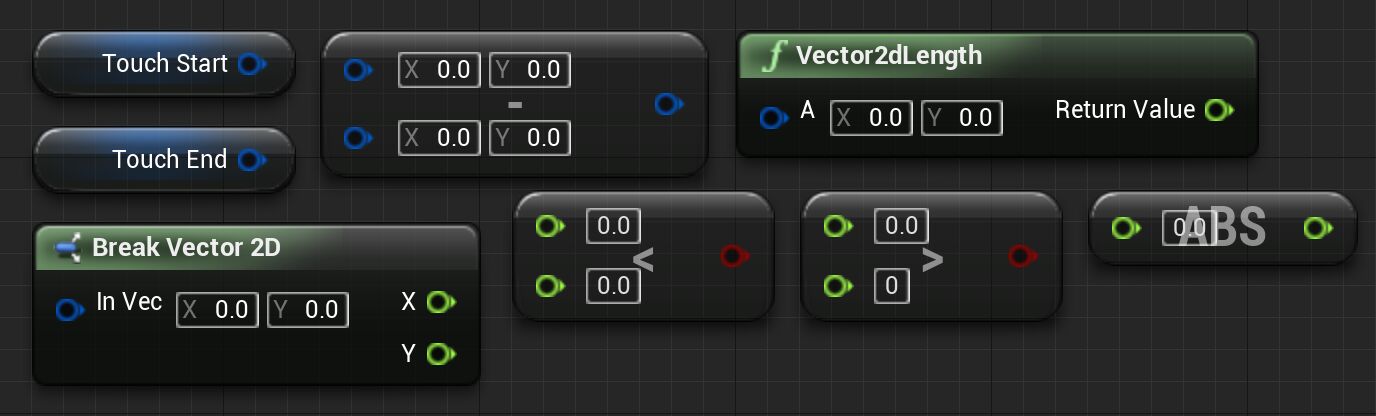 Touch Start
X 0.0 Y 0.0
-
X 0.0 Y 0.0
Touch End
Vector2dLength
A X 0.0 Y 0.0 Return Value
Break Vector 2D
In Vec X 0.0 Y 0.0 X
Y
0.0
<
0.0
0.0
>
0
0.0 ABS